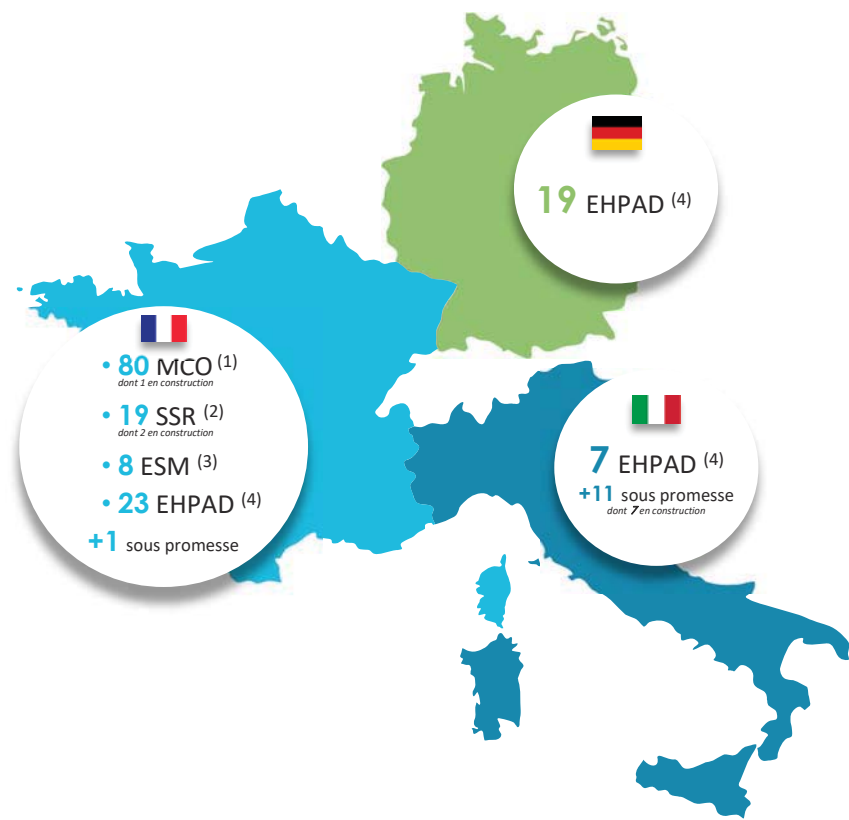 19 EHPAD (4)
• 80 MCO (1)
dont 1 en construction
• 19 SSR (2)
dont 2 en construction
• 8 ESM (3)
• 23 EHPAD (4)
+1 sous promesse
7 EHPAD (4)
+11 sous promesse
dont 7 en construction